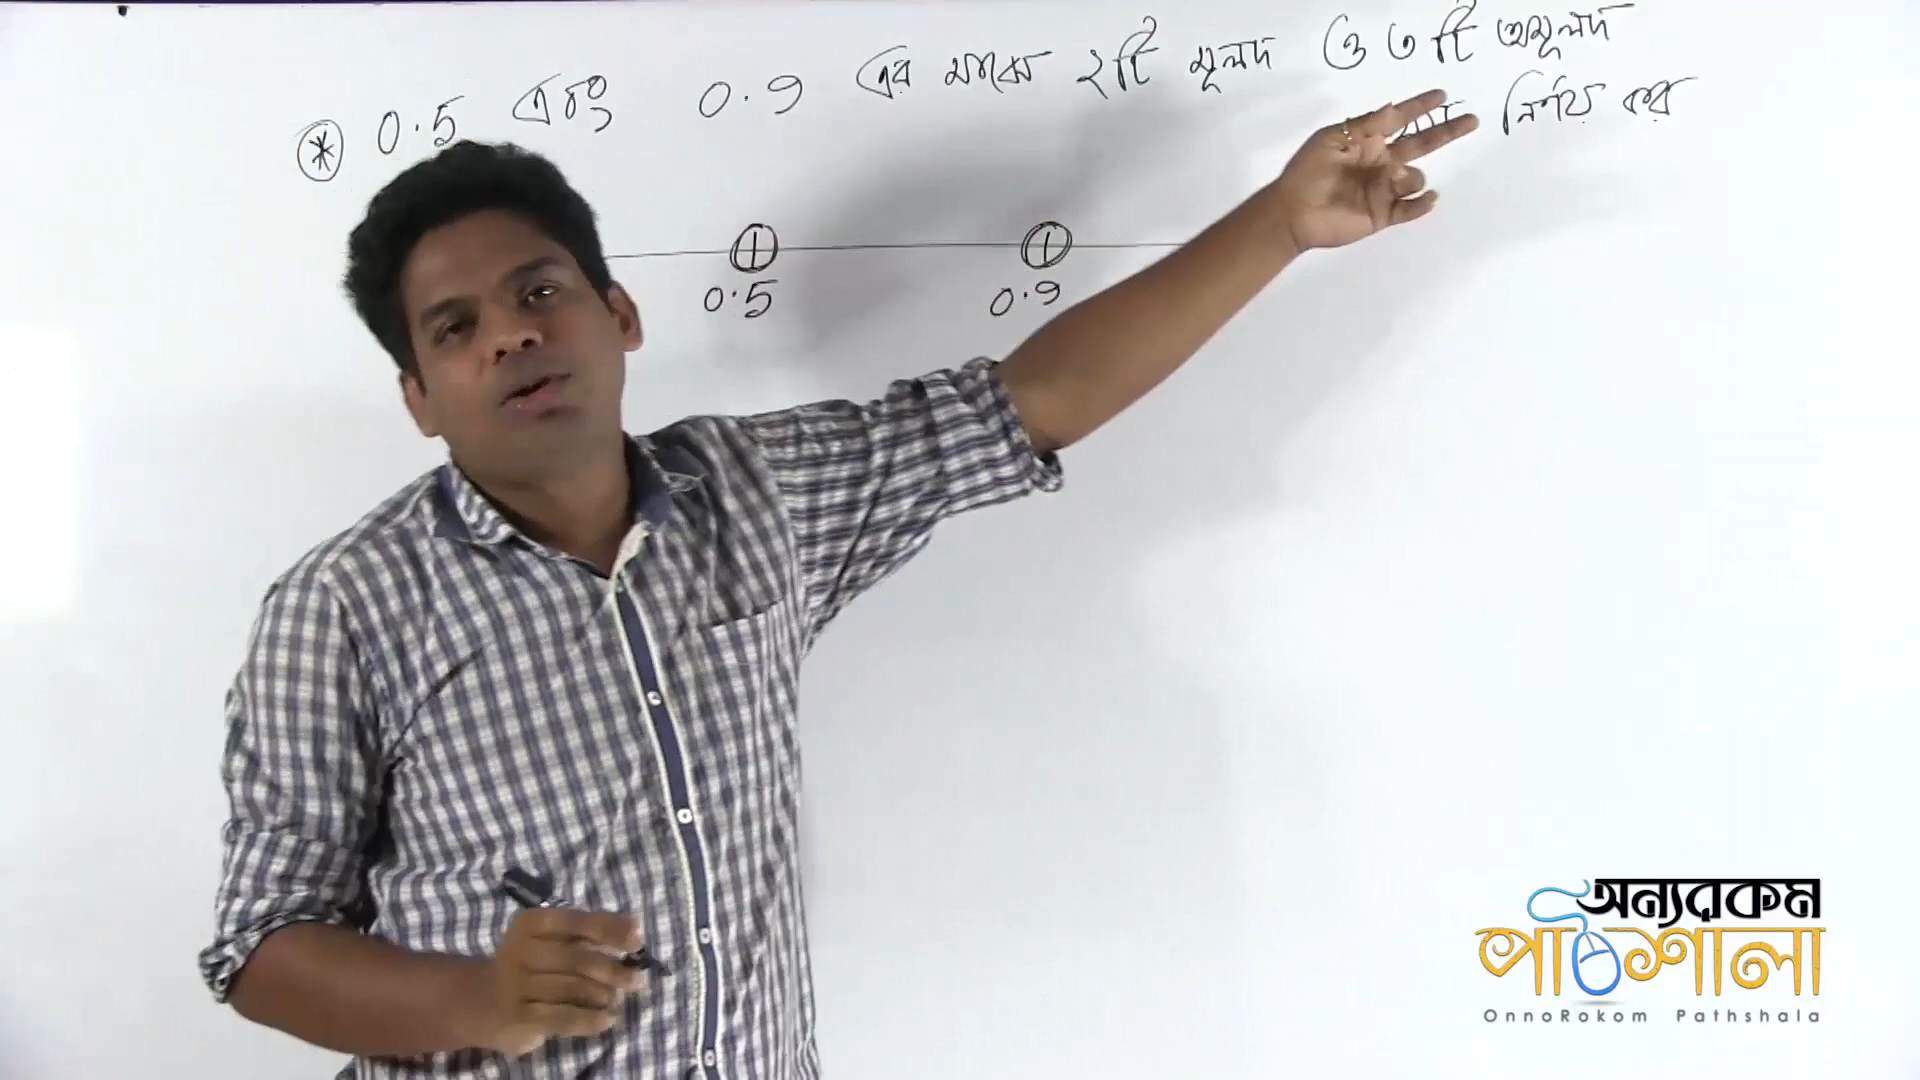 * 0.5 এবং 0.9 এর মাঝে ২টি মূলদ ও ৩টি অমূলদ
নির্ণয় কর
0.5 0.9
অন্যরকম
পাঠশালা
OnnoRokom Pathshala